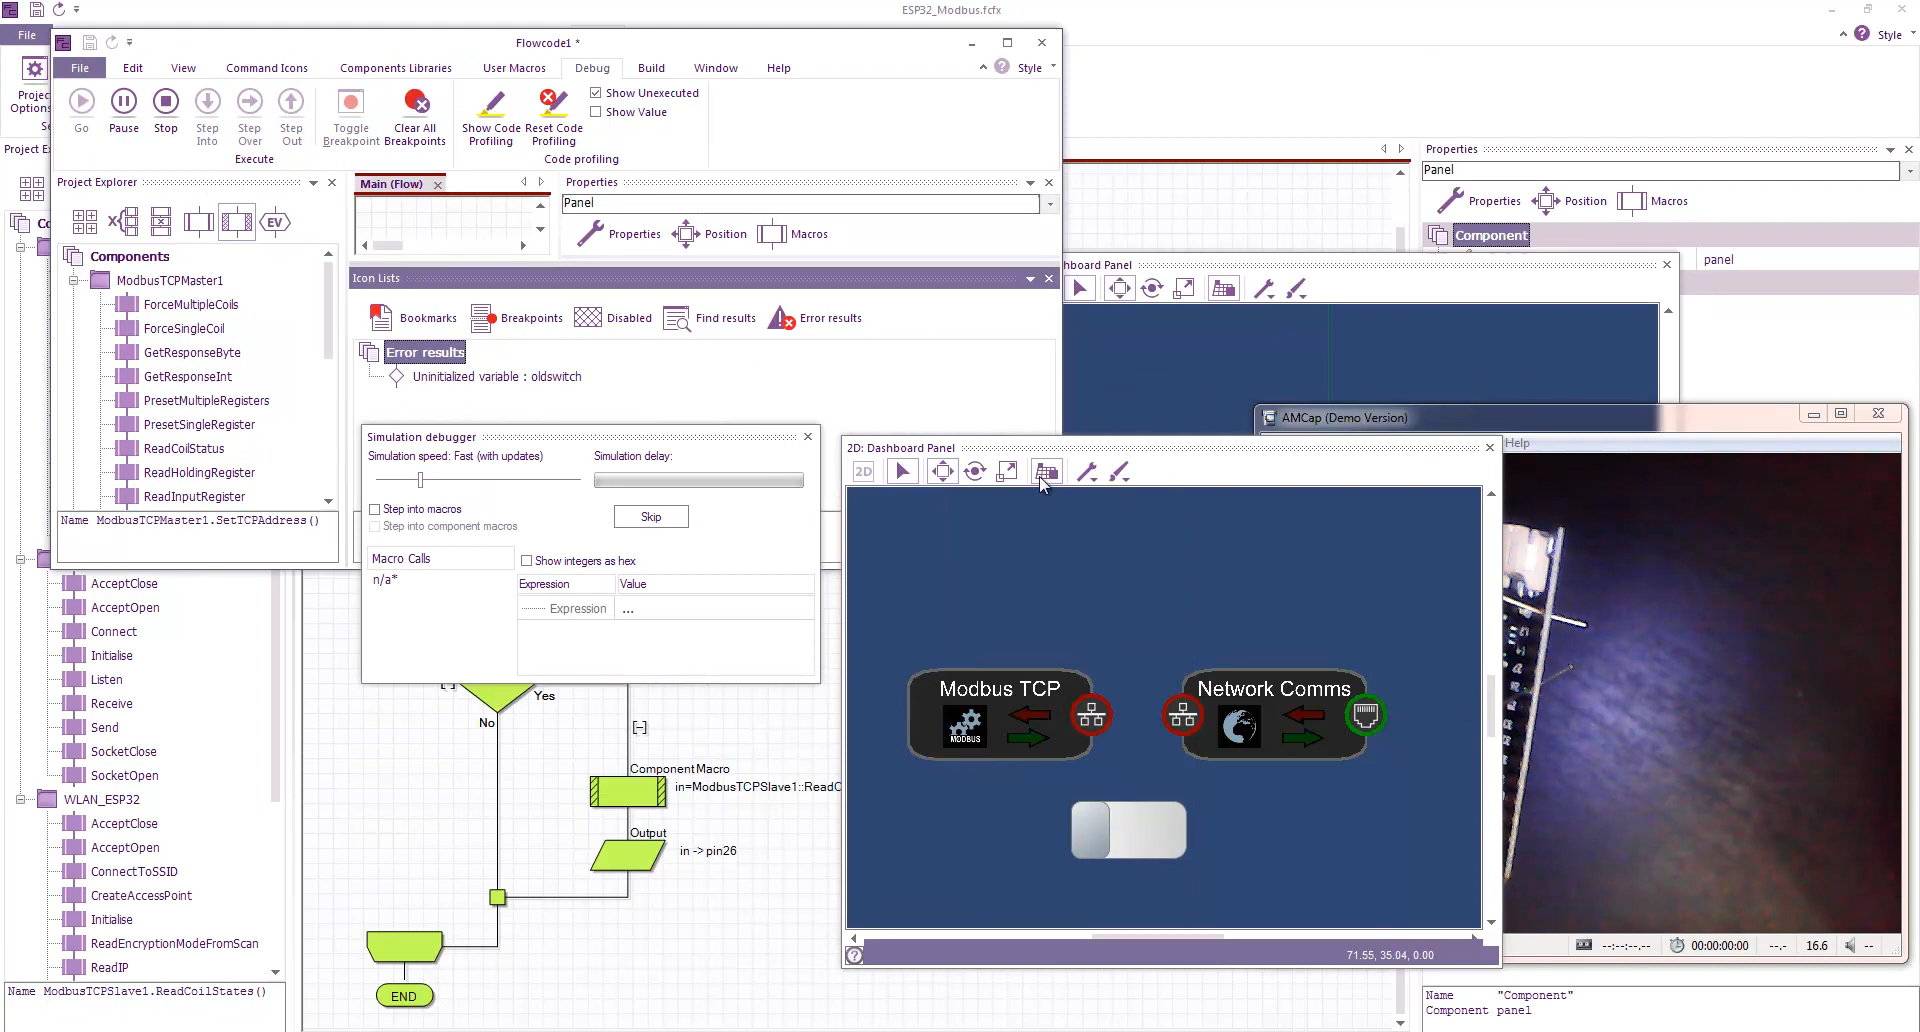 ESP32_Modbus.fcfx
File
Style
Flowcode1 *
File Edit View Command Icons Components Libraries User Macros Debug Build Window Help
Style
Projec
Options
Go
Pause
Stop
Step
Into
Step
Over
Step
Out
Toggle
Breakpoint
Clear All
Breakpoints
Show Code
Profiling
Reset Code
Profiling
Show Unexecuted
Show Value
Execute
Code profiling
Project E
Project Explorer
Main (Flow)
Properties
Panel
Properties
Position
Macros
EV
Components
ModbusTCPMaster1
ForceMultipleCoils
ForceSingleCoil
GetResponseByte
GetResponseInt
PresetMultipleRegisters
PresetSingleRegister
ReadCoilStatus
ReadHoldingRegister
ReadInputRegister
Name ModbusTCPMaster1.SetTCPAddress()
Icon Lists
Bookmarks
Breakpoints
Disabled
Find results
Error results
Error results
Uninitialized variable : oldswitch
Properties
Panel
Properties
Position
Macros
Component
panel
hboard Panel
AMCap (Demo Version)
Help
Simulation debugger
Simulation speed: Fast (with updates)
Simulation delay:
Step into macros
Step into component macros
Skip
Macro Calls
n/a*
Show integers as hex
Expression Value
Expression ...
2D: Dashboard Panel
2D
Modbus TCP
MODBUS
Network Comms
71.55, 35.04, 0.00
AcceptClose
AcceptOpen
Connect
Initialise
Listen
Receive
Send
SocketClose
SocketOpen
WLAN_ESP32
AcceptClose
AcceptOpen
ConnectToSSID
CreateAccessPoint
Initialise
ReadEncryptionModeFromScan
ReadIP
Name ModbusTCPSlave1.ReadCoilStates()
Yes
No
Component Macro
in=ModbusTCPSlave1::ReadC
Output
in -> pin26
END
--:--:--.--
00:00:00:00
--.-
16.6
--
Name "Component"
Component panel